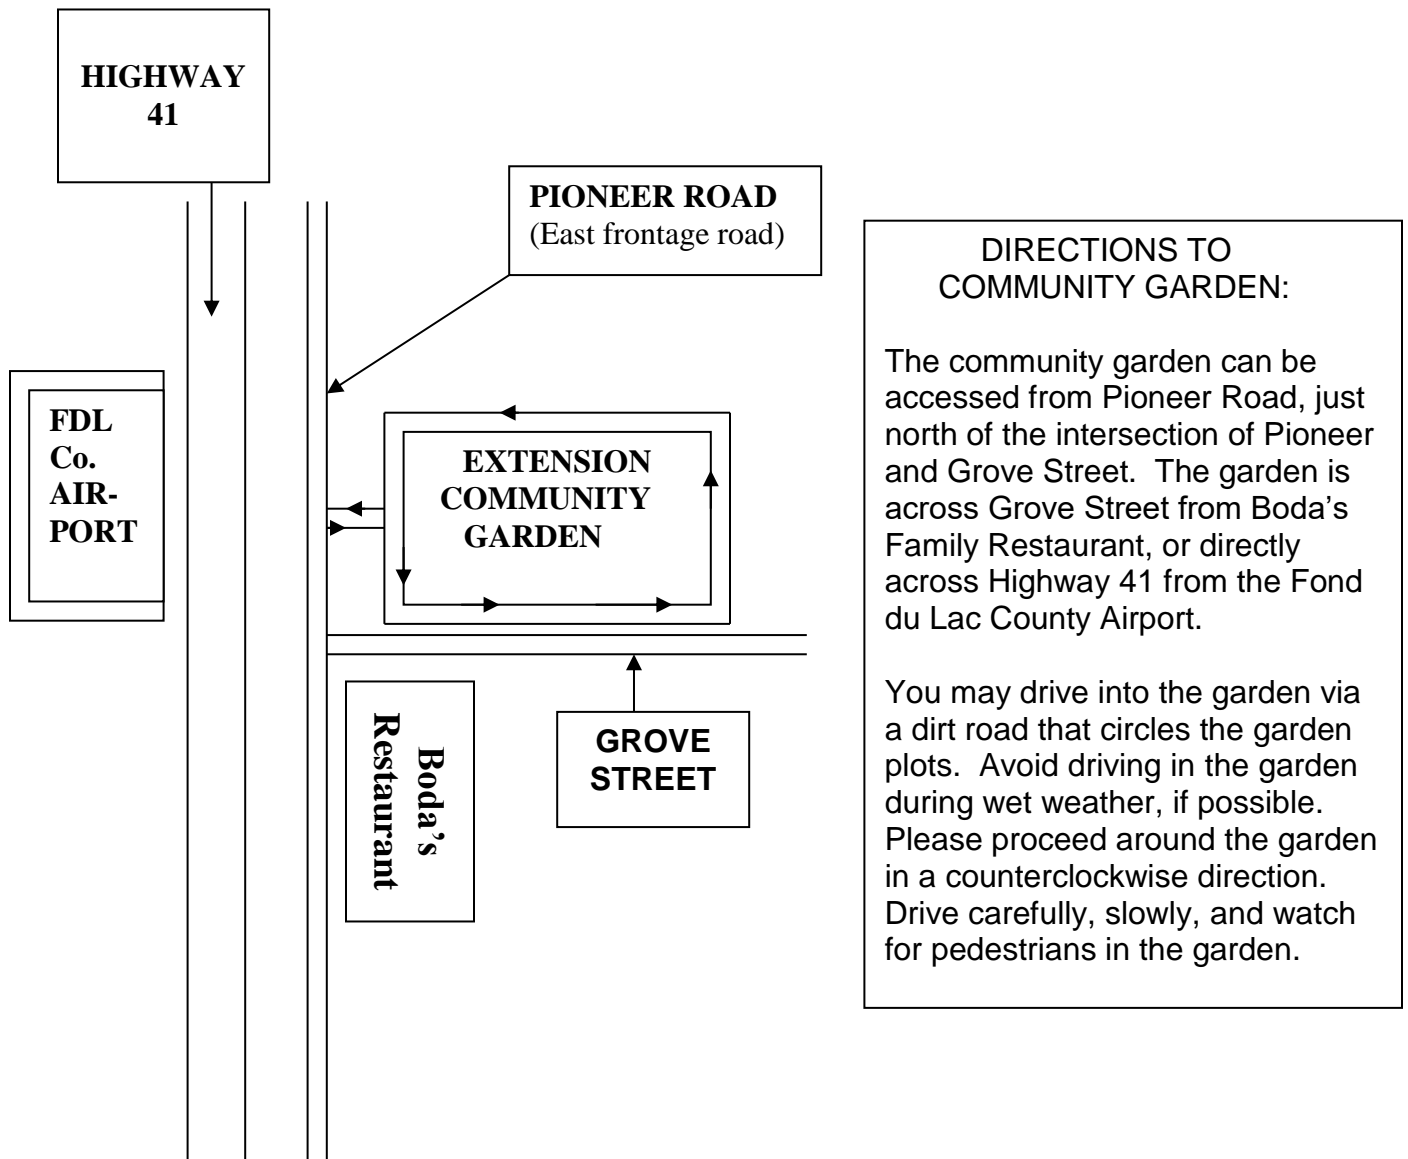 HIGHWAY
41
PIONEER ROAD
(East frontage road)
FDL
Co.
AIR-
PORT
EXTENSION
COMMUNITY
GARDEN
Boda’s
Restaurant
GROVE
STREET
DIRECTIONS TO
COMMUNITY GARDEN:
The community garden can be
accessed from Pioneer Road, just
north of the intersection of Pioneer
and Grove Street.  The garden is
across Grove Street from Boda’s
Family Restaurant, or directly
across Highway 41 from the Fond
du Lac County Airport.
You may drive into the garden via
a dirt road that circles the garden
plots.  Avoid driving in the garden
during wet weather, if possible.
Please proceed around the garden
in a counterclockwise direction.
Drive carefully, slowly, and watch
for pedestrians in the garden.